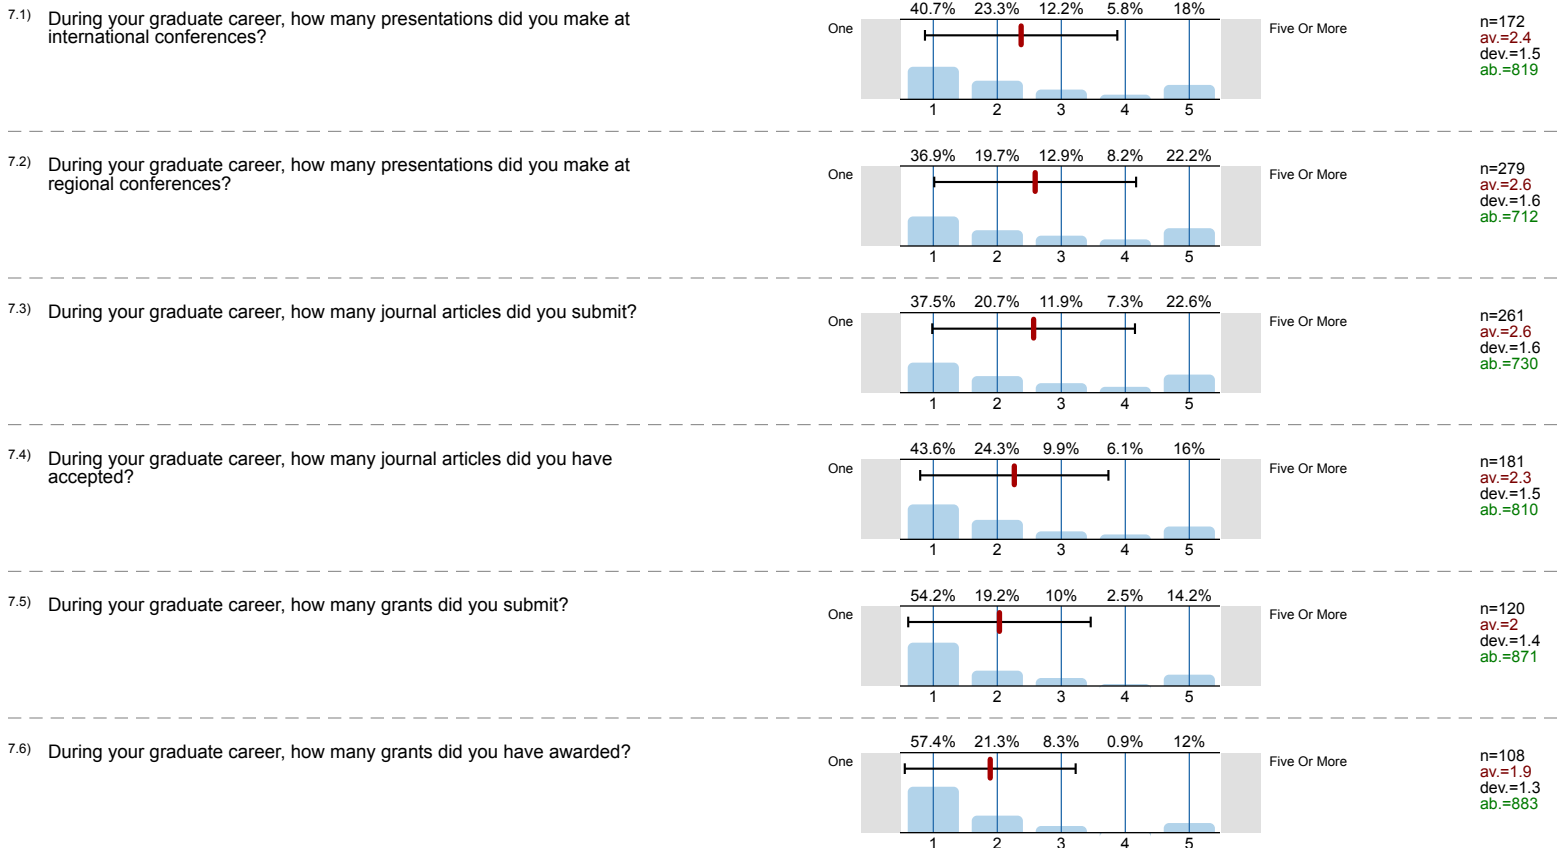 7.1) During your graduate career, how many presentations did you make at
international conferences?
40.7% 23.3% 12.2% 5.8% 18%
One
Five Or More
1 2 3 4 5
n=172
av.=2.4
dev.=1.5
ab.=819
7.2) During your graduate career, how many presentations did you make at
regional conferences?
36.9% 19.7% 12.9% 8.2% 22.2%
One
Five Or More
1 2 3 4 5
n=279
av.=2.6
dev.=1.6
ab.=712
7.3) During your graduate career, how many journal articles did you submit?
37.5% 20.7% 11.9% 7.3% 22.6%
One
Five Or More
1 2 3 4 5
n=261
av.=2.6
dev.=1.6
ab.=730
7.4) During your graduate career, how many journal articles did you have
accepted?
43.6% 24.3% 9.9% 6.1% 16%
One
Five Or More
1 2 3 4 5
n=181
av.=2.3
dev.=1.5
ab.=810
7.5) During your graduate career, how many grants did you submit?
54.2% 19.2% 10% 2.5% 14.2%
One
Five Or More
1 2 3 4 5
n=120
av.=2
dev.=1.4
ab.=871
7.6) During your graduate career, how many grants did you have awarded?
57.4% 21.3% 8.3% 0.9% 12%
One
Five Or More
1 2 3 4 5
n=108
av.=1.9
dev.=1.3
ab.=883